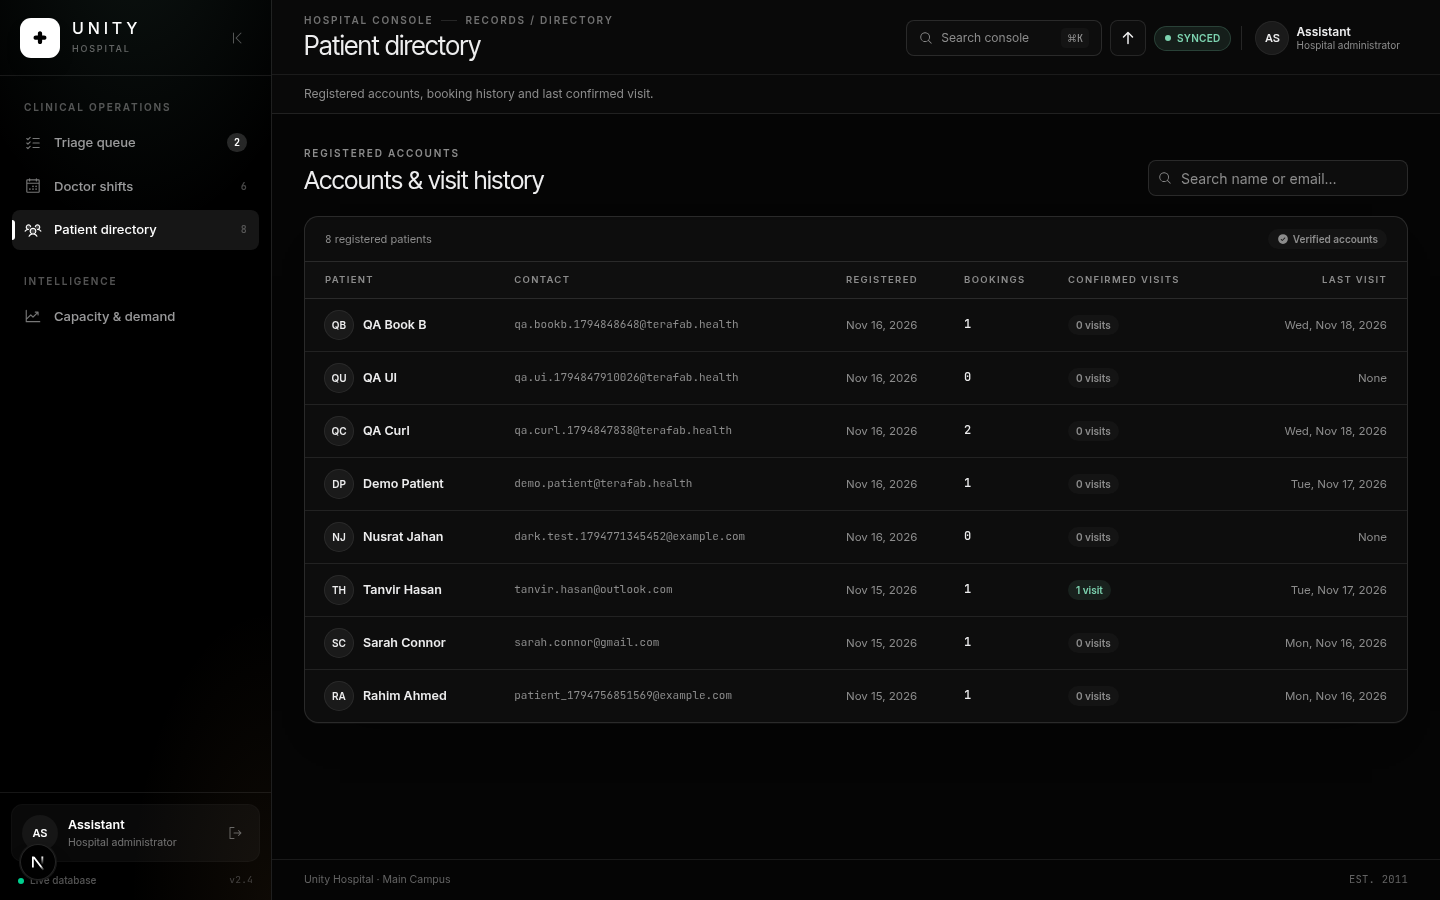 UNITY
HOSPITAL
CLINICAL OPERATIONS
Triage queue 2
Doctor shifts 6
Patient directory 8
INTELLIGENCE
Capacity & demand
AS Assistant
Hospital administrator
N
Live database v2.4
HOSPITAL CONSOLE — RECORDS / DIRECTORY
Patient directory
Search console ⌘K
SYNCED
AS Assistant
Hospital administrator
Registered accounts, booking history and last confirmed visit.
REGISTERED ACCOUNTS
Accounts & visit history
Search name or email...
8 registered patients Verified accounts
PATIENT CONTACT REGISTERED BOOKINGS CONFIRMED VISITS LAST VISIT
QB QA Book B qa.bookb.1794848648@terafab.health Nov 16, 2026 1 0 visits Wed, Nov 18, 2026
QU QA UI qa.ui.1794847910026@terafab.health Nov 16, 2026 0 0 visits None
QC QA Curl qa.curl.1794847838@terafab.health Nov 16, 2026 2 0 visits Wed, Nov 18, 2026
DP Demo Patient demo.patient@terafab.health Nov 16, 2026 1 0 visits Tue, Nov 17, 2026
NJ Nusrat Jahan dark.test.1794771345452@example.com Nov 16, 2026 0 0 visits None
TH Tanvir Hasan tanvir.hasan@outlook.com Nov 15, 2026 1 1 visit Tue, Nov 17, 2026
SC Sarah Connor sarah.connor@gmail.com Nov 15, 2026 1 0 visits Mon, Nov 16, 2026
RA Rahim Ahmed patient_1794756851569@example.com Nov 15, 2026 1 0 visits Mon, Nov 16, 2026
Unity Hospital · Main Campus EST. 2011